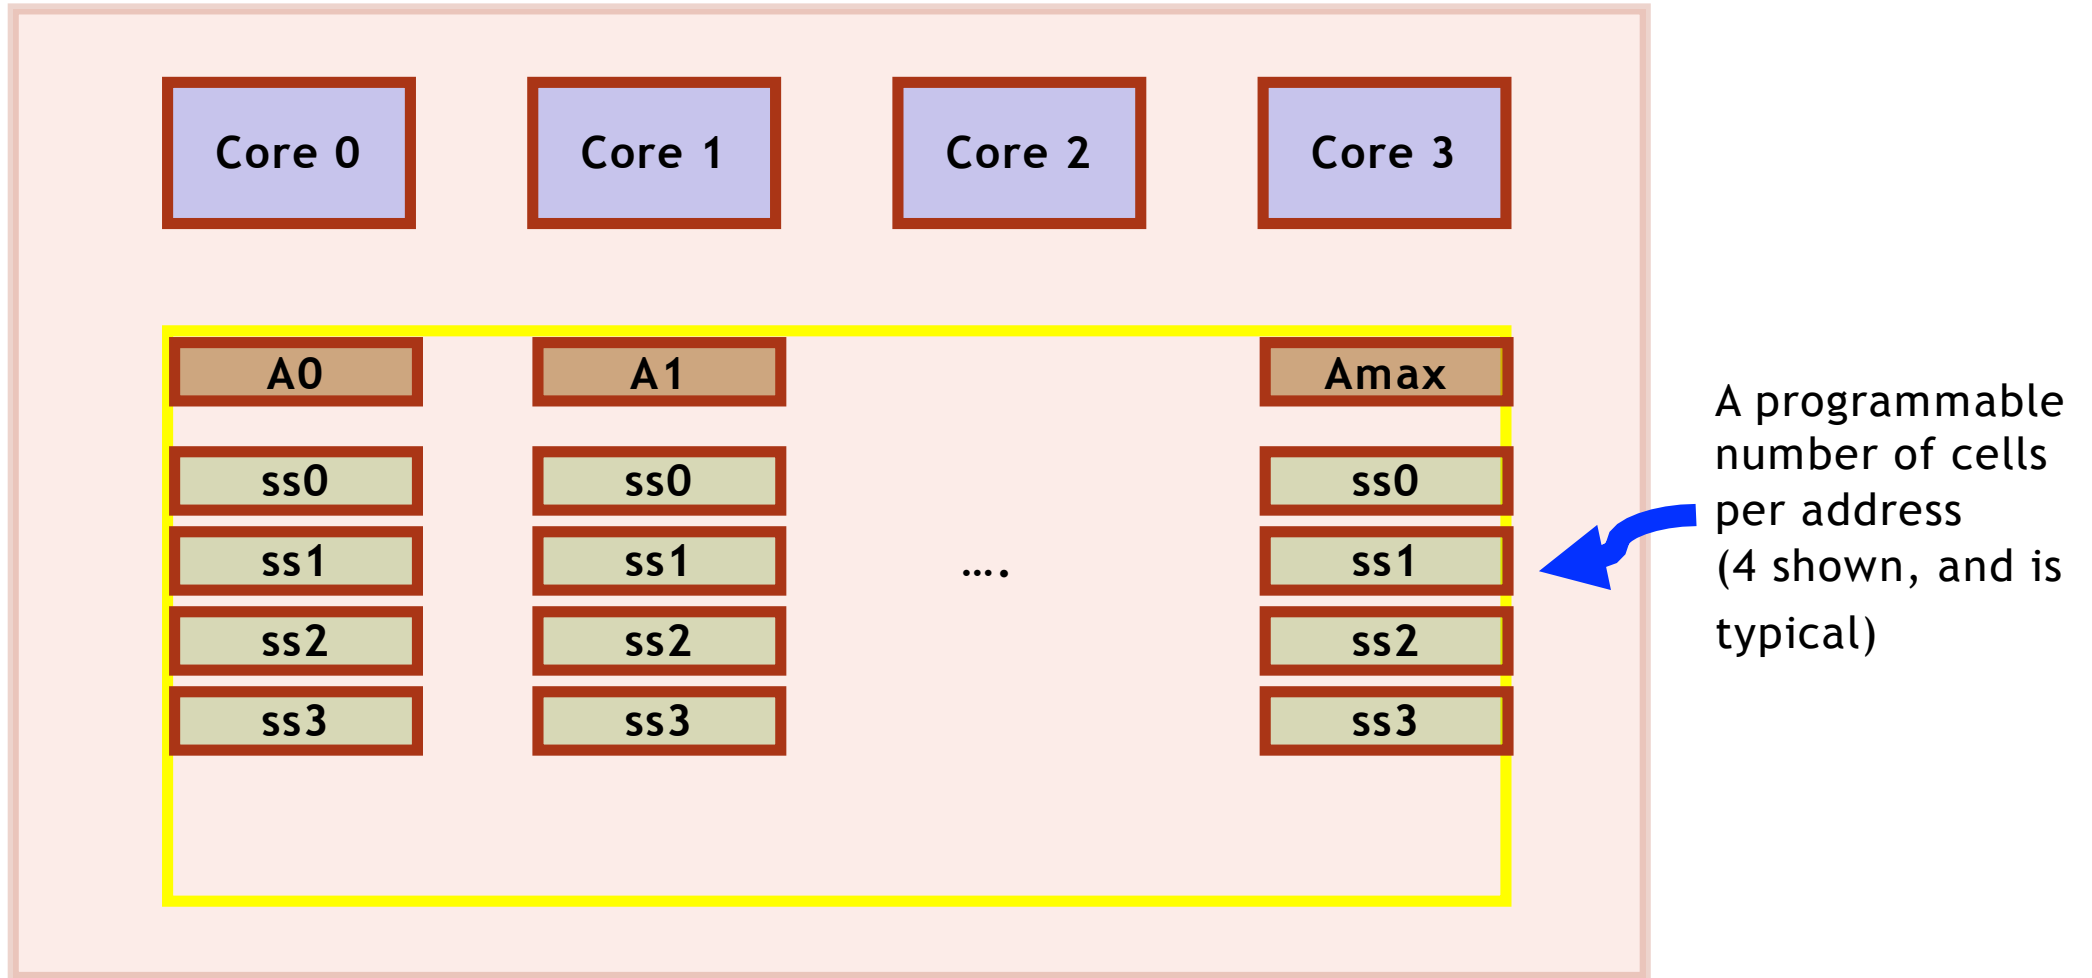 Core 0 Core 1 Core 2 Core 3
A0 A1 Amax
ss0 ss0 ss0
ss1 ss1 .... ss1
ss2 ss2 ss2
ss3 ss3 ss3
A programmable
number of cells
per address
(4 shown, and is
typical)